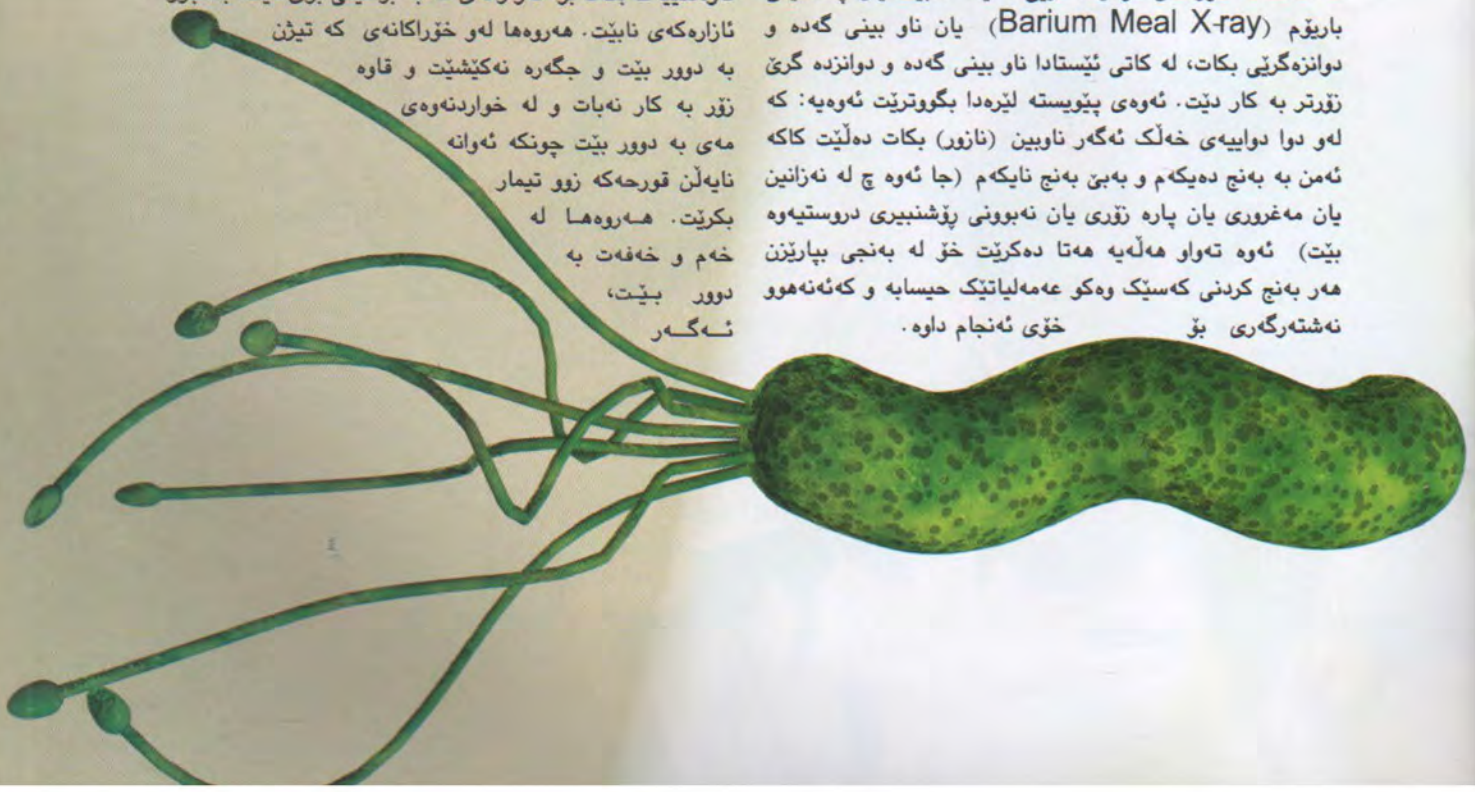 باریۆم (Barium Meal X-ray) یان ناو بینی گەدە و
دوانزەگرێی بکات، لە کاتی ئێستادا ناو بینی گەدە و دوانزدە گرێ
زۆرتر بە کار دێت. ئەوەی پێویستە لێرەدا بگووترێت ئەوەیە: کە
لەو دوا دواییەی خەڵک ئەگەر ناوبین (نازور) بکات دەڵێت کاکە
ئەمن بە بەنج دەیکەم و بەبێ بەنج نایکەم (جا ئەوە چ لە نەزانین
یان مەغروری یان پارە زۆری یان نەبوونی ڕۆشنبیری دروستیەوە
بێت) ئەوە تەواو هەڵەیە هەتا دەکرێت خۆ لە بەنجی بپارێزن
هەر بەنج کردنی کەسێک وەکو عەمەلیاتێک حیسابە و کەئەنەهوو
نەشتەرگەری بۆ خۆی ئەنجام داوە.
ئازارەکەی نابێت. هەروەها لەو خۆراکانەی کە تیژن
بە دوور بێت و جگەرە نەکێشێت و قاوە
زۆر بە کار نەبات و لە خواردنەوەی
مەی بە دوور بێت چونکە ئەوانە
نایەڵن قورحەکە زوو تیمار
بکرێت. هەروەهـا لە
خەم و خەفەت بە
دوور بـێـت،
ئـــەگـــەر